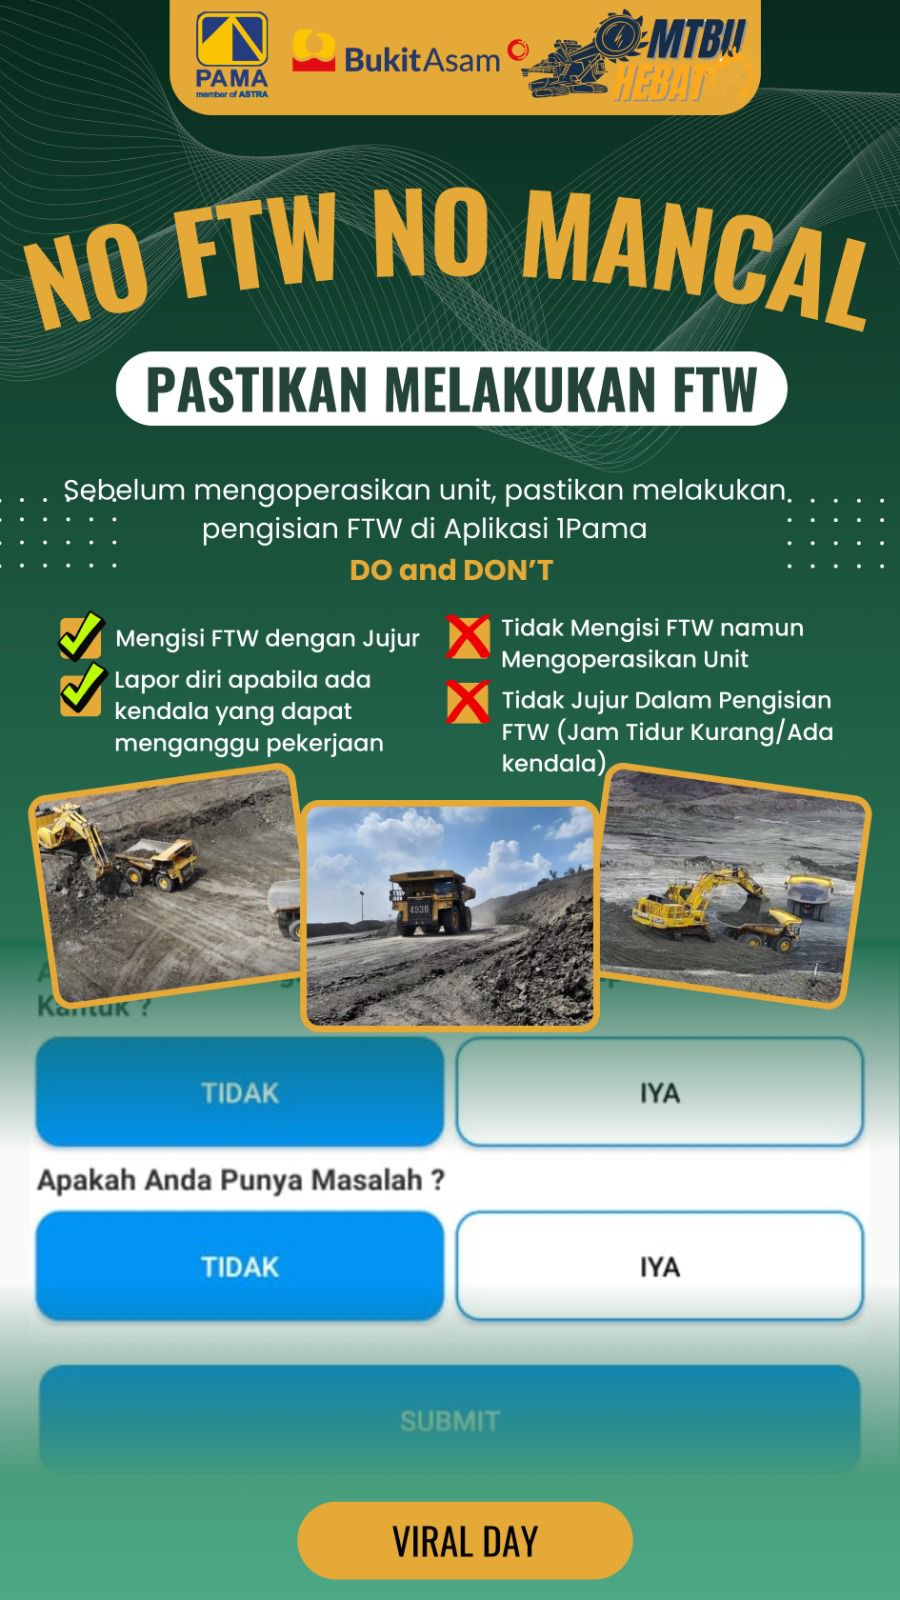 PAMA
member of ASTRA
BukitAsam
MTBU
HEBAT
NO FTW NO MANCAL
PASTIKAN MELAKUKAN FTW
Sebelum mengoperasikan unit, pastikan melakukan
pengisian FTW di Aplikasi 1Pama
DO and DON'T
Mengisi FTW dengan Jujur
Lapor diri apabila ada
kendala yang dapat
menganggu pekerjaan
Tidak Mengisi FTW namun
Mengoperasikan Unit
Tidak Jujur Dalam Pengisian
FTW (Jam Tidur Kurang/Ada
kendala)
4930
Kantuk ?
TIDAK
IYA
Apakah Anda Punya Masalah ?
TIDAK
IYA
SUBMIT
VIRAL DAY